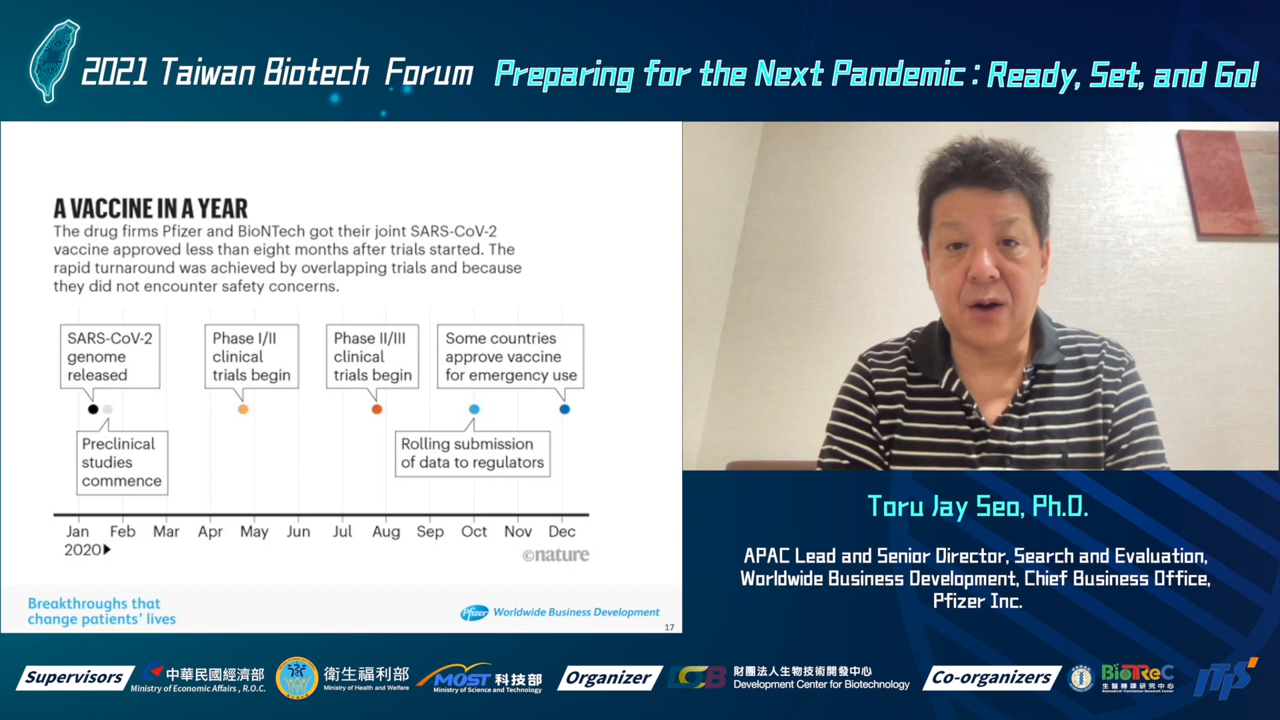 2021 Taiwan Biotech Forum Preparing for the Next Pandemic : Ready, Set, and Go!
A VACCINE IN A YEAR
The drug firms Pfizer and BioNTech got their joint SARS-CoV-2
vaccine approved less than eight months after trials started. The
rapid turnaround was achieved by overlapping trials and because
they did not encounter safety concerns.
SARS-CoV-2
genome
released
Phase I/II
clinical
trials begin
Phase II/III
clinical
trials begin
Some countries
approve vaccine
for emergency use
Preclinical
studies
commence
Rolling submission
of data to regulators
Jan Feb Mar Apr May Jun Jul Aug Sep Oct Nov Dec
2020
©nature
Breakthroughs that
change patients' lives
Pfizer Worldwide Business Development
17
Toru Jay Seo, Ph.D.
APAC Lead and Senior Director, Search and Evaluation,
Worldwide Business Development, Chief Business Office,
Pfizer Inc.
Supervisors
中華民國經濟部
Ministry of Economic Affairs , R.O.C.
衛生福利部
Ministry of Health and Welfare
MOST 科技部
Ministry of Science and Technology
Organizer
DCB
財團法人生物技術開發中心
Development Center for Biotechnology
Co-organizers
BioTReC
生醫轉譯研究中心
Biomedical Translation Research Center